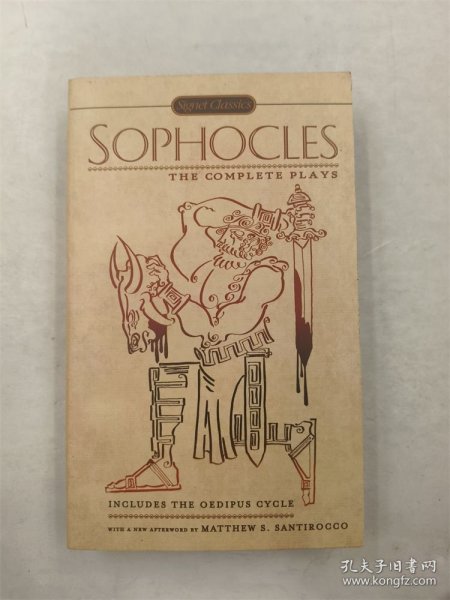 Signet Classics
SOPHOCLES
THE COMPLETE PLAYS
INCLUDES THE OEDIPUS CYCLE
WITH A NEW AFTERWORD BY MATTHEW S. SANTIROCCO
孔夫子旧书网
www.kongfz.com